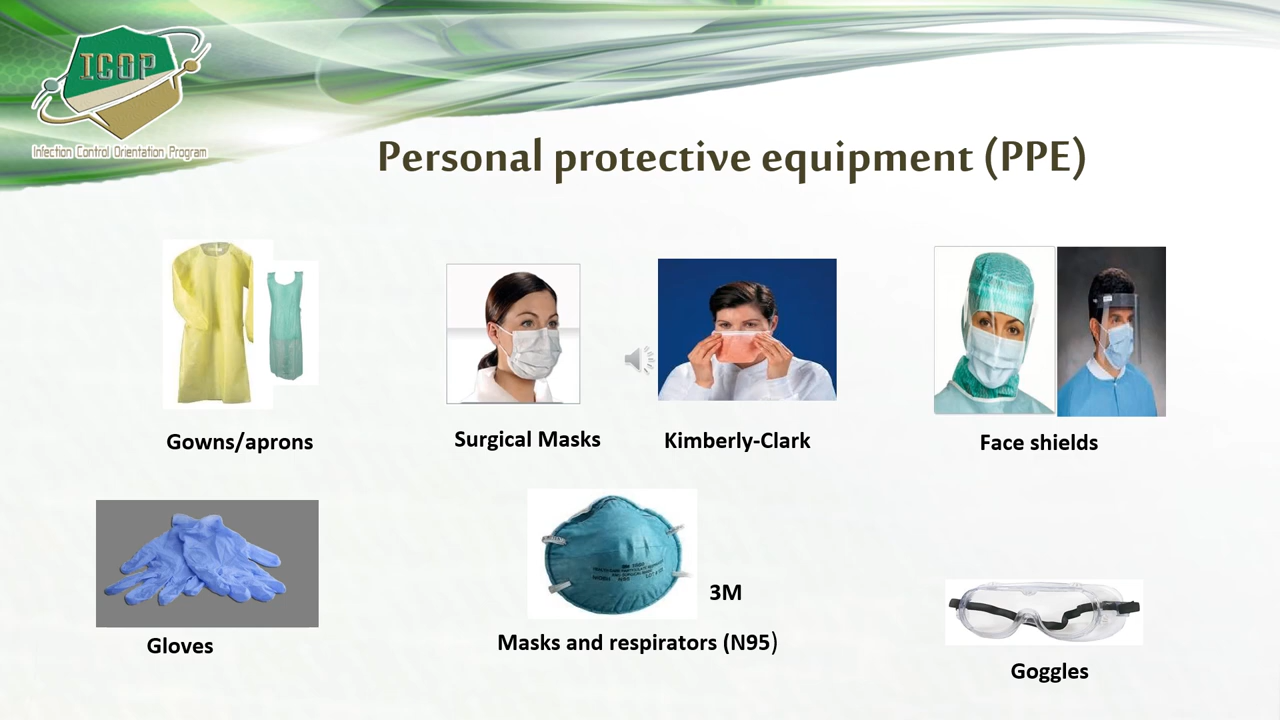 ICOP
Infection Control Orientation Program
Personal protective equipment (PPE)
Gowns/aprons
Surgical Masks
Kimberly-Clark
Face shields
Gloves
3M
Masks and respirators (N95)
Goggles